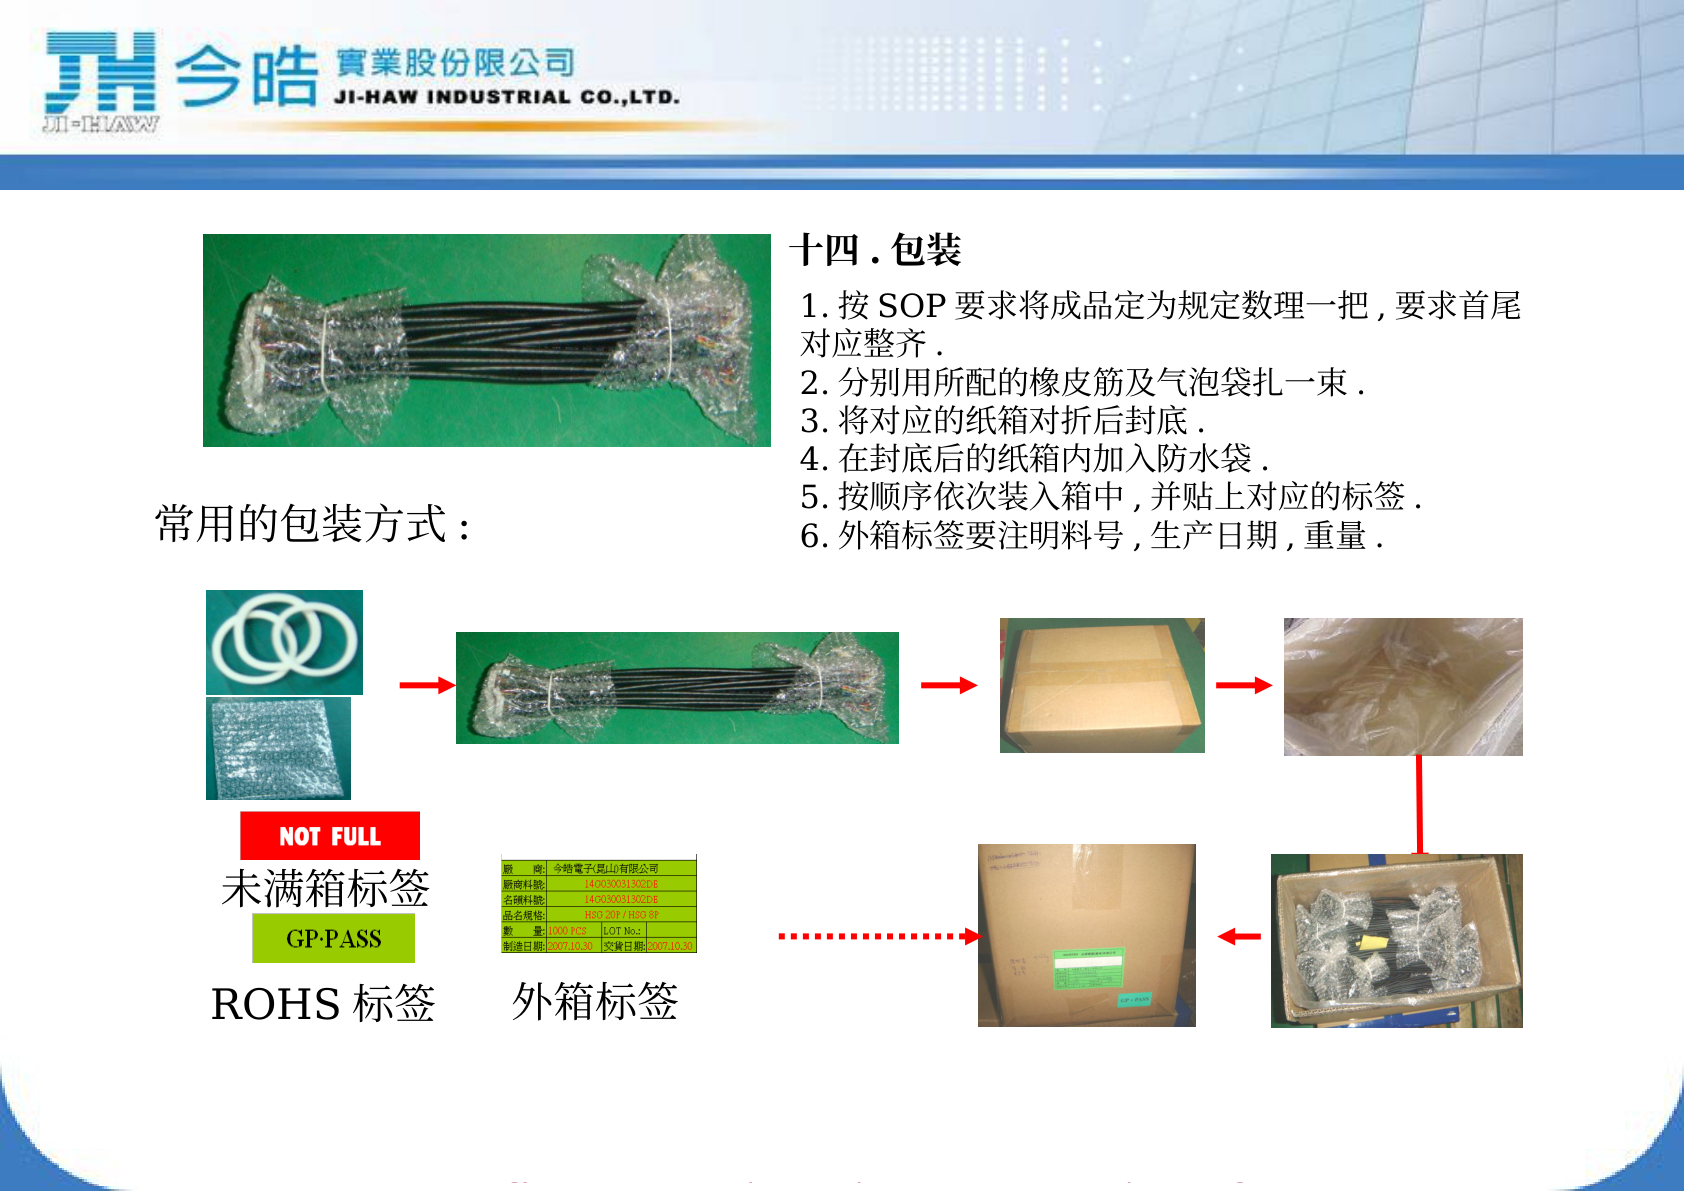 JH 今皓 實業股份限公司
JI-HAW INDUSTRIAL CO.,LTD.
JI-HAW
十四 . 包装
1. 按 SOP 要求将成品定为规定数理一把 , 要求首尾
对应整齐 .
2. 分别用所配的橡皮筋及气泡袋扎一束 .
3. 将对应的纸箱对折后封底 .
4. 在封底后的纸箱内加入防水袋 .
5. 按顺序依次装入箱中 , 并贴上对应的标签 .
6. 外箱标签要注明料号 , 生产日期 , 重量 .
常用的包装方式 :
NOT FULL
未满箱标签
GP·PASS
ROHS 标签
廠 商: 今皓電子(昆山)有限公司
廠商料號: 14G030031302DE
名碩料號: 14G030031302DE
品名規格: HSG 20P / HSG 8P
數 量: 1000 PCS LOT No.:
制造日期: 2007.10.30 交貨日期: 2007.10.30
外箱标签
GP · PASS